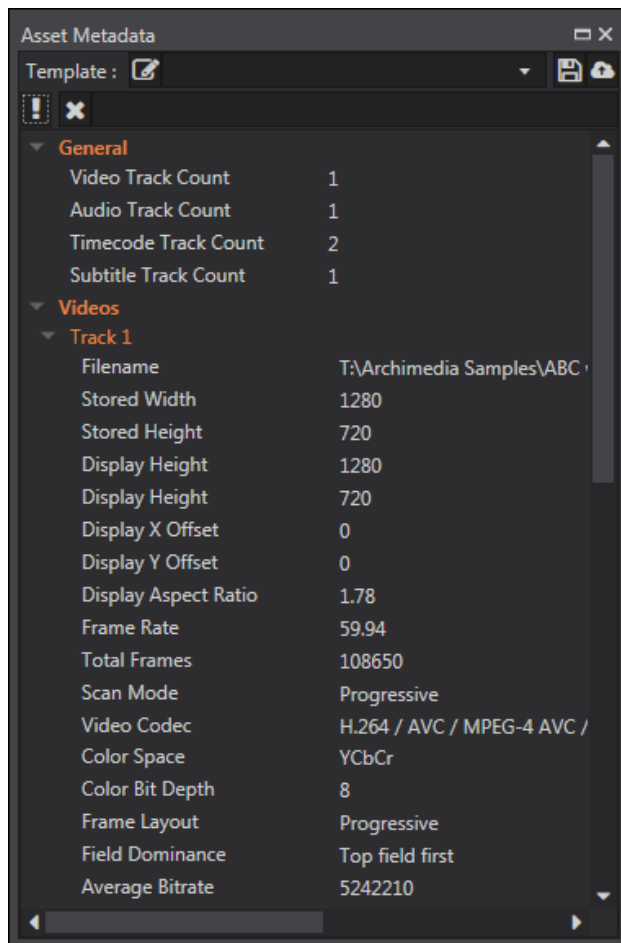 Asset Metadata
Template :
General
Video Track Count 1
Audio Track Count 1
Timecode Track Count 2
Subtitle Track Count 1
Videos
Track 1
Filename T:\Archimedia Samples\ABC
Stored Width 1280
Stored Height 720
Display Height 1280
Display Height 720
Display X Offset 0
Display Y Offset 0
Display Aspect Ratio 1.78
Frame Rate 59.94
Total Frames 108650
Scan Mode Progressive
Video Codec H.264 / AVC / MPEG-4 AVC /
Color Space YCbCr
Color Bit Depth 8
Frame Layout Progressive
Field Dominance Top field first
Average Bitrate 5242210